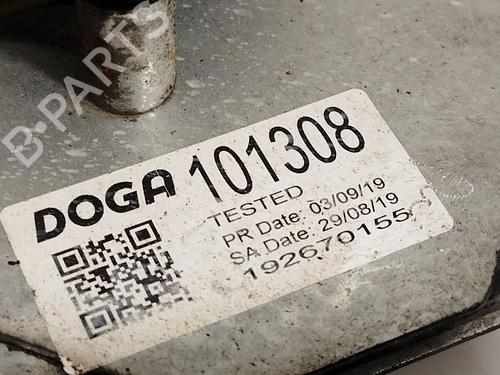 B-PARTS
DOGA 101308
TESTED
PR Date: 03/09/19
SA Date: 29/08/19
192670155